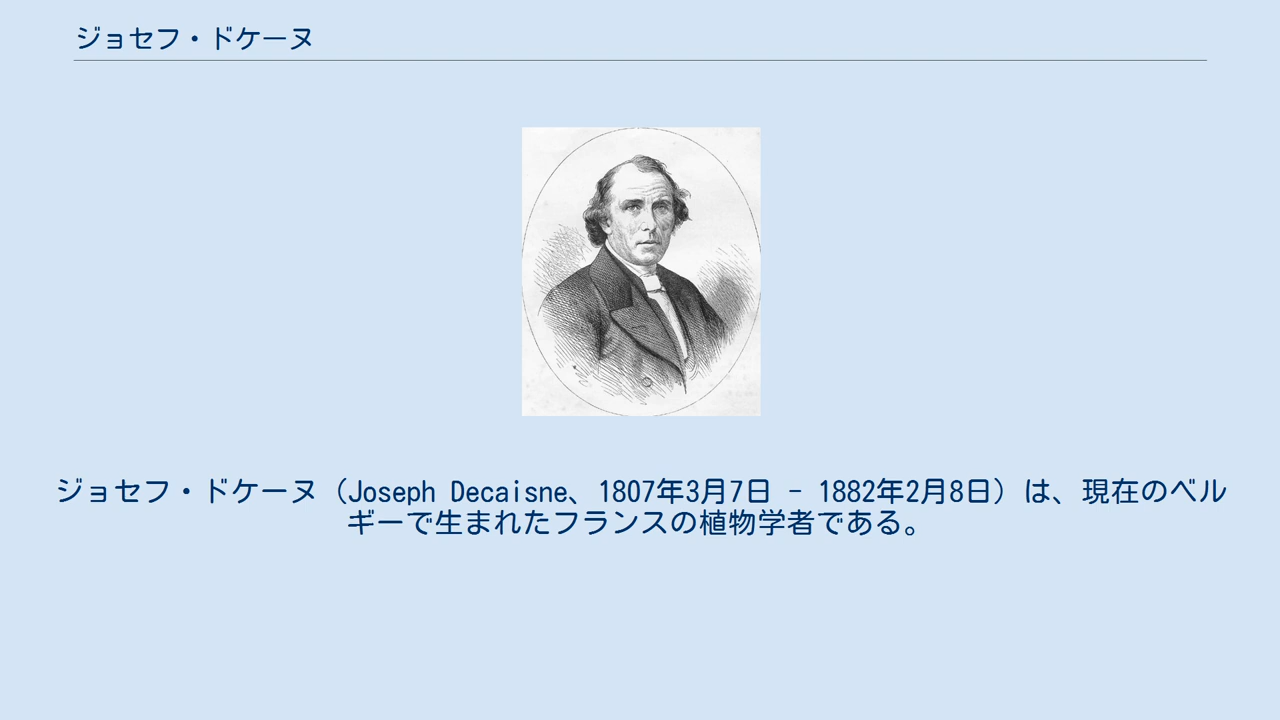 ジョセフ・ドケーヌ
ジョセフ・ドケーヌ（Joseph Decaisne、1807年3月7日 - 1882年2月8日）は、現在のベル
ギーで生まれたフランスの植物学者である。